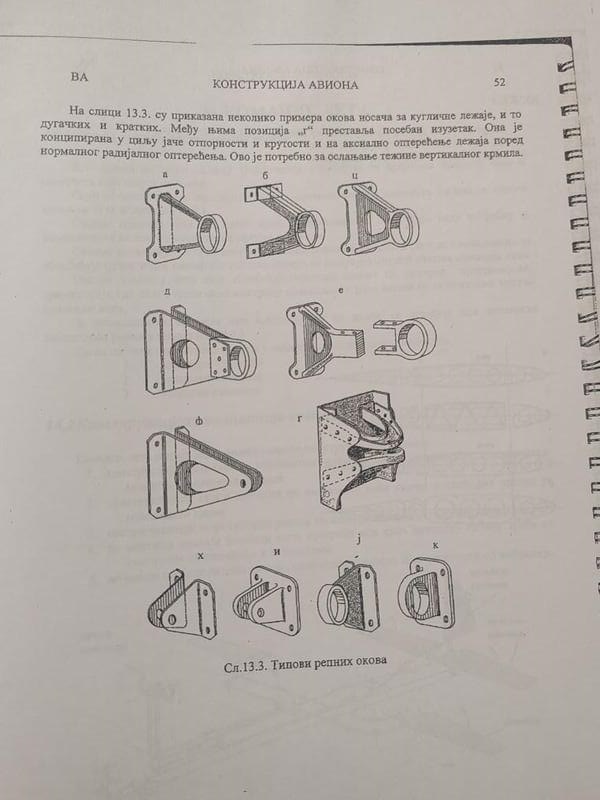 ВА КОНСТРУКЦИЈА АВИОНА 52
На слици 13.3. су приказана неколико примера окова носача за кугличне лежаје, и то
дугачких и кратких. Међу њима позиција „г“ преставља посебан изузетак. Она је
конципирана у циљу јаче отпорности и крутости и на аксиално оптерећење лежаја поред
нормалног радијалног оптерећења. Ово је потребно за ослањање тежине вертикалног крмила.
а б ц
д е
ф г
х и ј к
Сл.13.3. Типови репних окова